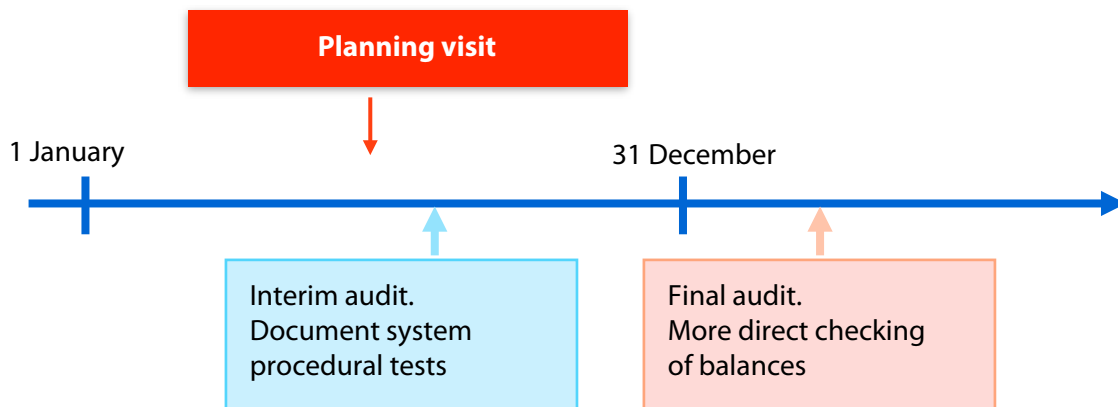 Planning visit
1 January
31 December
Interim audit.
Document system
procedural tests
Final audit.
More direct checking
of balances